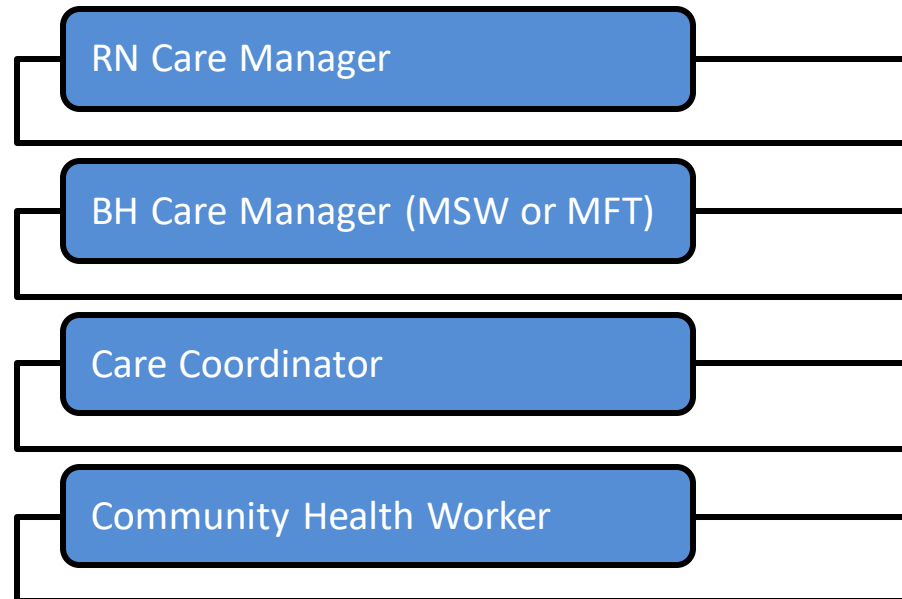 RN Care Manager
BH Care Manager (MSW or MFT)
Care Coordinator
Community Health Worker